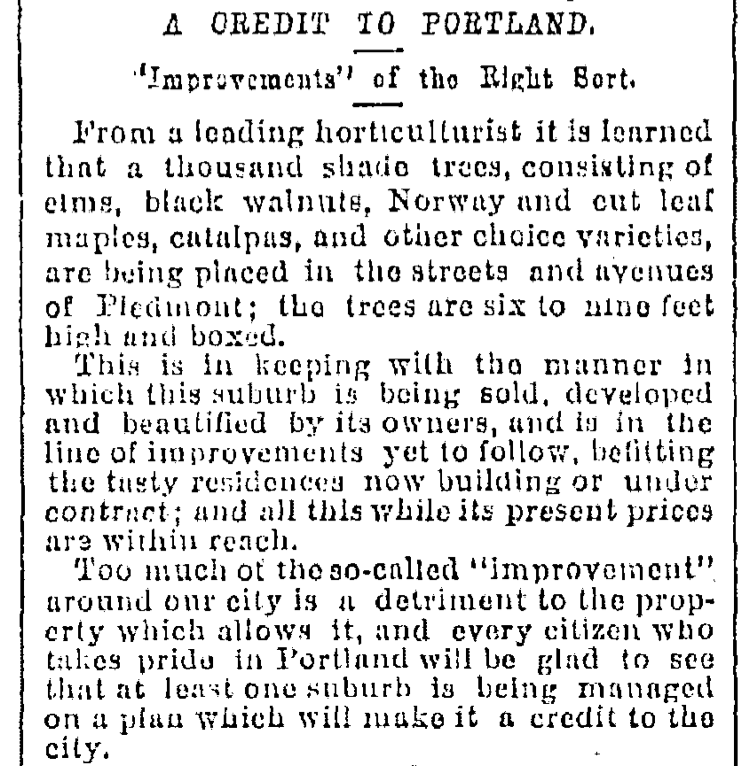 A CREDIT TO PORTLAND.
"Improvements" of the Right Sort.
From a leading horticulturist it is learned
that a thousand shade trees, consisting of
elms, black walnuts, Norway and cut leaf
maples, catalpas, and other choice varieties,
are being placed in the streets and avenues
of Piedmont; the trees are six to nine feet
high and boxed.
This is in keeping with the manner in
which this suburb is being sold, developed
and beautified by its owners, and is in the
line of improvements yet to follow, befitting
the tasty residences now building or under
contract; and all this while its present prices
are within reach.
Too much of the so-called "improvement"
around our city is a detriment to the prop-
erty which allows it, and every citizen who
takes pride in Portland will be glad to see
that at least one suburb is being managed
on a plan which will make it a credit to the
city.